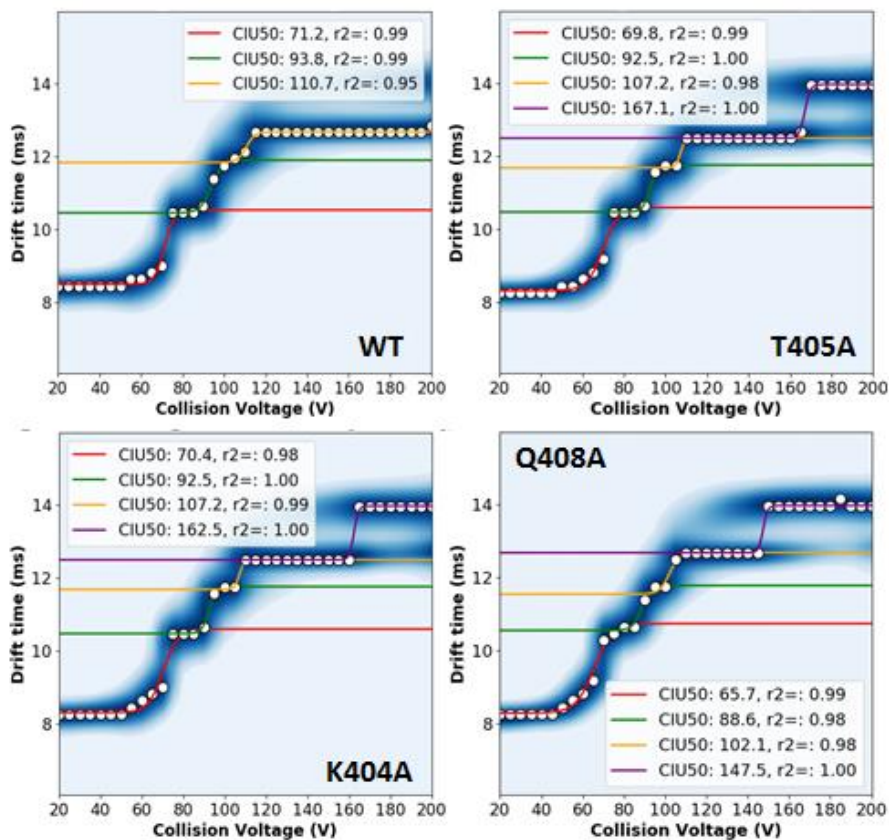 CIU50: 71.2, r2=: 0.99
CIU50: 93.8, r2=: 0.99
CIU50: 110.7, r2=: 0.95
14
12
10
8
Drift time (ms)
WT
20 40 60 80 100 120 140 160 180 200
Collision Voltage (V)
CIU50: 69.8, r2=: 0.99
CIU50: 92.5, r2=: 1.00
CIU50: 107.2, r2=: 0.98
CIU50: 167.1, r2=: 1.00
14
12
10
8
Drift time (ms)
T405A
20 40 60 80 100 120 140 160 180 200
Collision Voltage (V)
CIU50: 70.4, r2=: 0.98
CIU50: 92.5, r2=: 1.00
CIU50: 107.2, r2=: 0.99
CIU50: 162.5, r2=: 1.00
14
12
10
8
Drift time (ms)
K404A
20 40 60 80 100 120 140 160 180 200
Collision Voltage (V)
Q408A
14
12
10
8
Drift time (ms)
CIU50: 65.7, r2=: 0.99
CIU50: 88.6, r2=: 0.98
CIU50: 102.1, r2=: 0.98
CIU50: 147.5, r2=: 1.00
20 40 60 80 100 120 140 160 180 200
Collision Voltage (V)